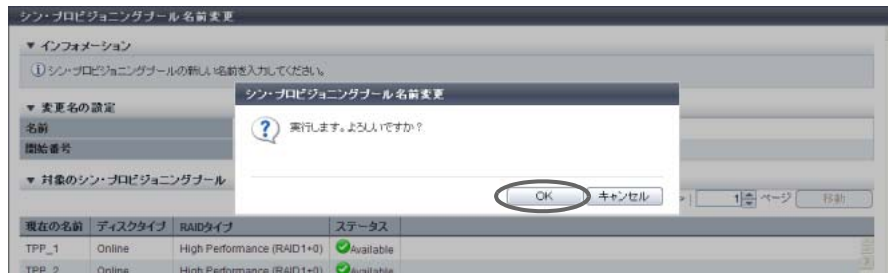 シン・プロビジョニングプール 名前変更
▼ インフォメーション
シン・プロビジョニングプールの新しい名前を入力してください。
▼ 変更名の設定
名前
開始番号
シン・プロビジョニングプール 名前変更
実行します。よろしいですか?
OK キャンセル
▼ 対象のシン・プロビジョニングプール
1 ページ 移動
現在の名前 ディスクタイプ RAIDタイプ ステータス
TPP_1 Online High Performance (RAID1+0) Available
TPP_2 Online High Performance (RAID1+0) Available